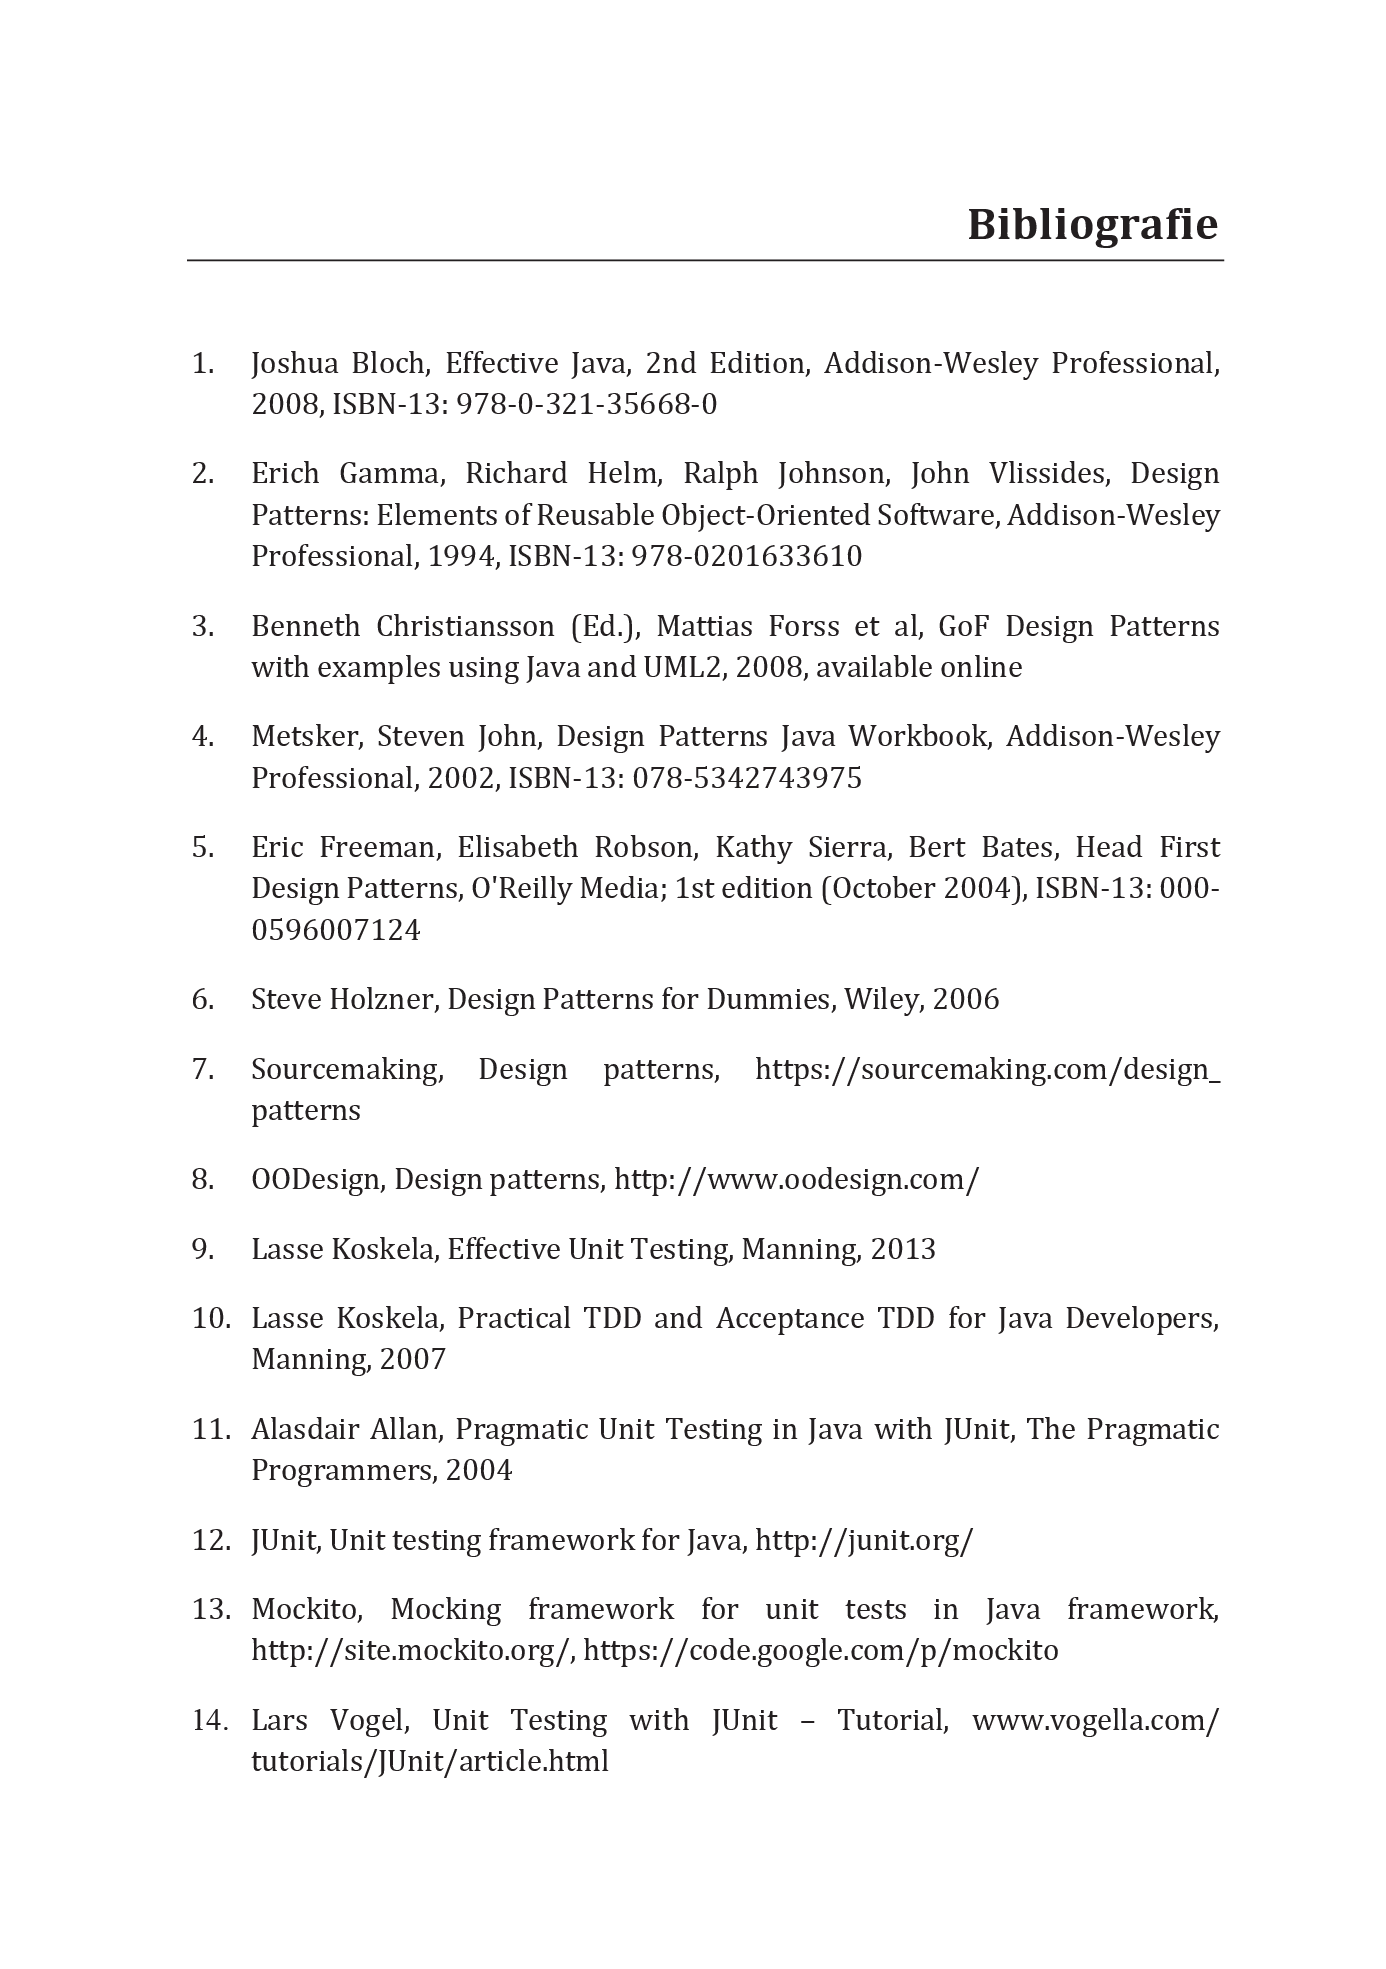 Bibliografie
1. Joshua Bloch, Effective Java, 2nd Edition, Addison-Wesley Professional,
2008, ISBN-13: 978-0-321-35668-0
2. Erich Gamma, Richard Helm, Ralph Johnson, John Vlissides, Design
Patterns: Elements of Reusable Object-Oriented Software, Addison-Wesley
Professional, 1994, ISBN-13: 978-0201633610
3. Benneth Christiansson (Ed.), Mattias Forss et al, GoF Design Patterns
with examples using Java and UML2, 2008, available online
4. Metsker, Steven John, Design Patterns Java Workbook, Addison-Wesley
Professional, 2002, ISBN-13: 078-5342743975
5. Eric Freeman, Elisabeth Robson, Kathy Sierra, Bert Bates, Head First
Design Patterns, O'Reilly Media; 1st edition (October 2004), ISBN-13: 000-
0596007124
6. Steve Holzner, Design Patterns for Dummies, Wiley, 2006
7. Sourcemaking, Design patterns, https://sourcemaking.com/design_
patterns
8. OODesign, Design patterns, http://www.oodesign.com/
9. Lasse Koskela, Effective Unit Testing, Manning, 2013
10. Lasse Koskela, Practical TDD and Acceptance TDD for Java Developers,
Manning, 2007
11. Alasdair Allan, Pragmatic Unit Testing in Java with JUnit, The Pragmatic
Programmers, 2004
12. JUnit, Unit testing framework for Java, http://junit.org/
13. Mockito, Mocking framework for unit tests in Java framework,
http://site.mockito.org/, https://code.google.com/p/mockito
14. Lars Vogel, Unit Testing with JUnit – Tutorial, www.vogella.com/
tutorials/JUnit/article.html